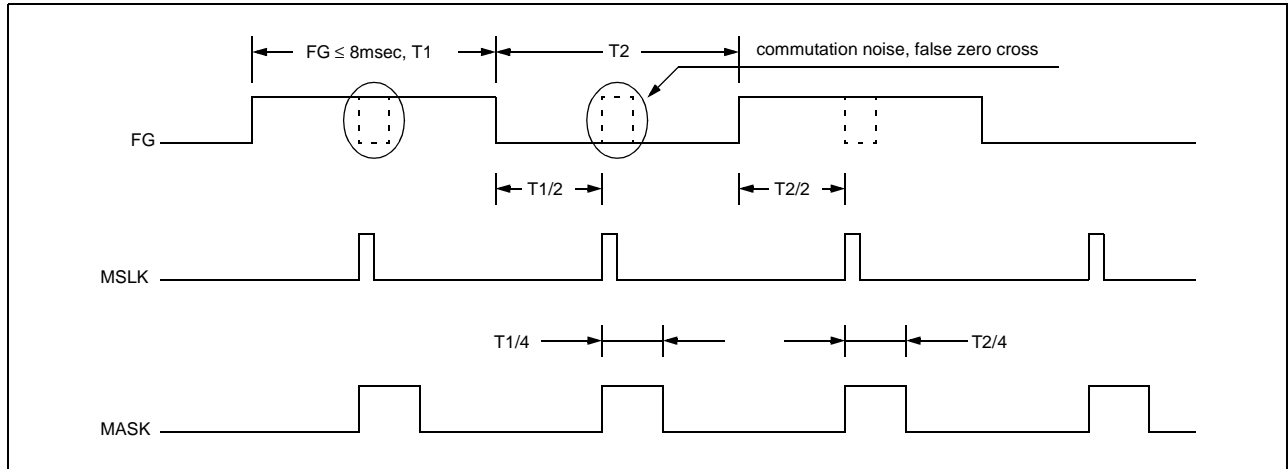 FG ≤ 8msec, T1
T2
commutation noise, false zero cross
FG
T1/2
T2/2
MSLK
T1/4
T2/4
MASK